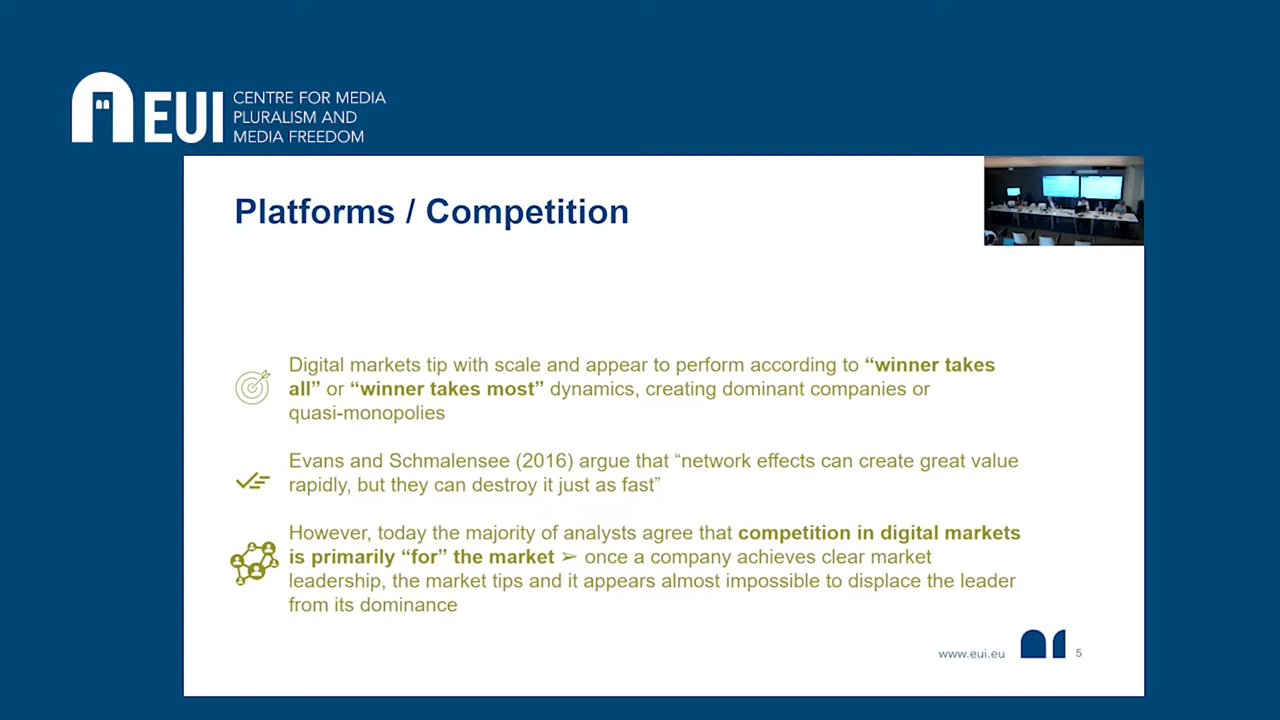 EUI
CENTRE FOR MEDIA
PLURALISM AND
MEDIA FREEDOM
Platforms / Competition
Digital markets tip with scale and appear to perform according to “winner takes
all” or “winner takes most” dynamics, creating dominant companies or
quasi-monopolies
Evans and Schmalensee (2016) argue that “network effects can create great value
rapidly, but they can destroy it just as fast”
However, today the majority of analysts agree that competition in digital markets
is primarily “for” the market ➢ once a company achieves clear market
leadership, the market tips and it appears almost impossible to displace the leader
from its dominance
www.eui.eu 5